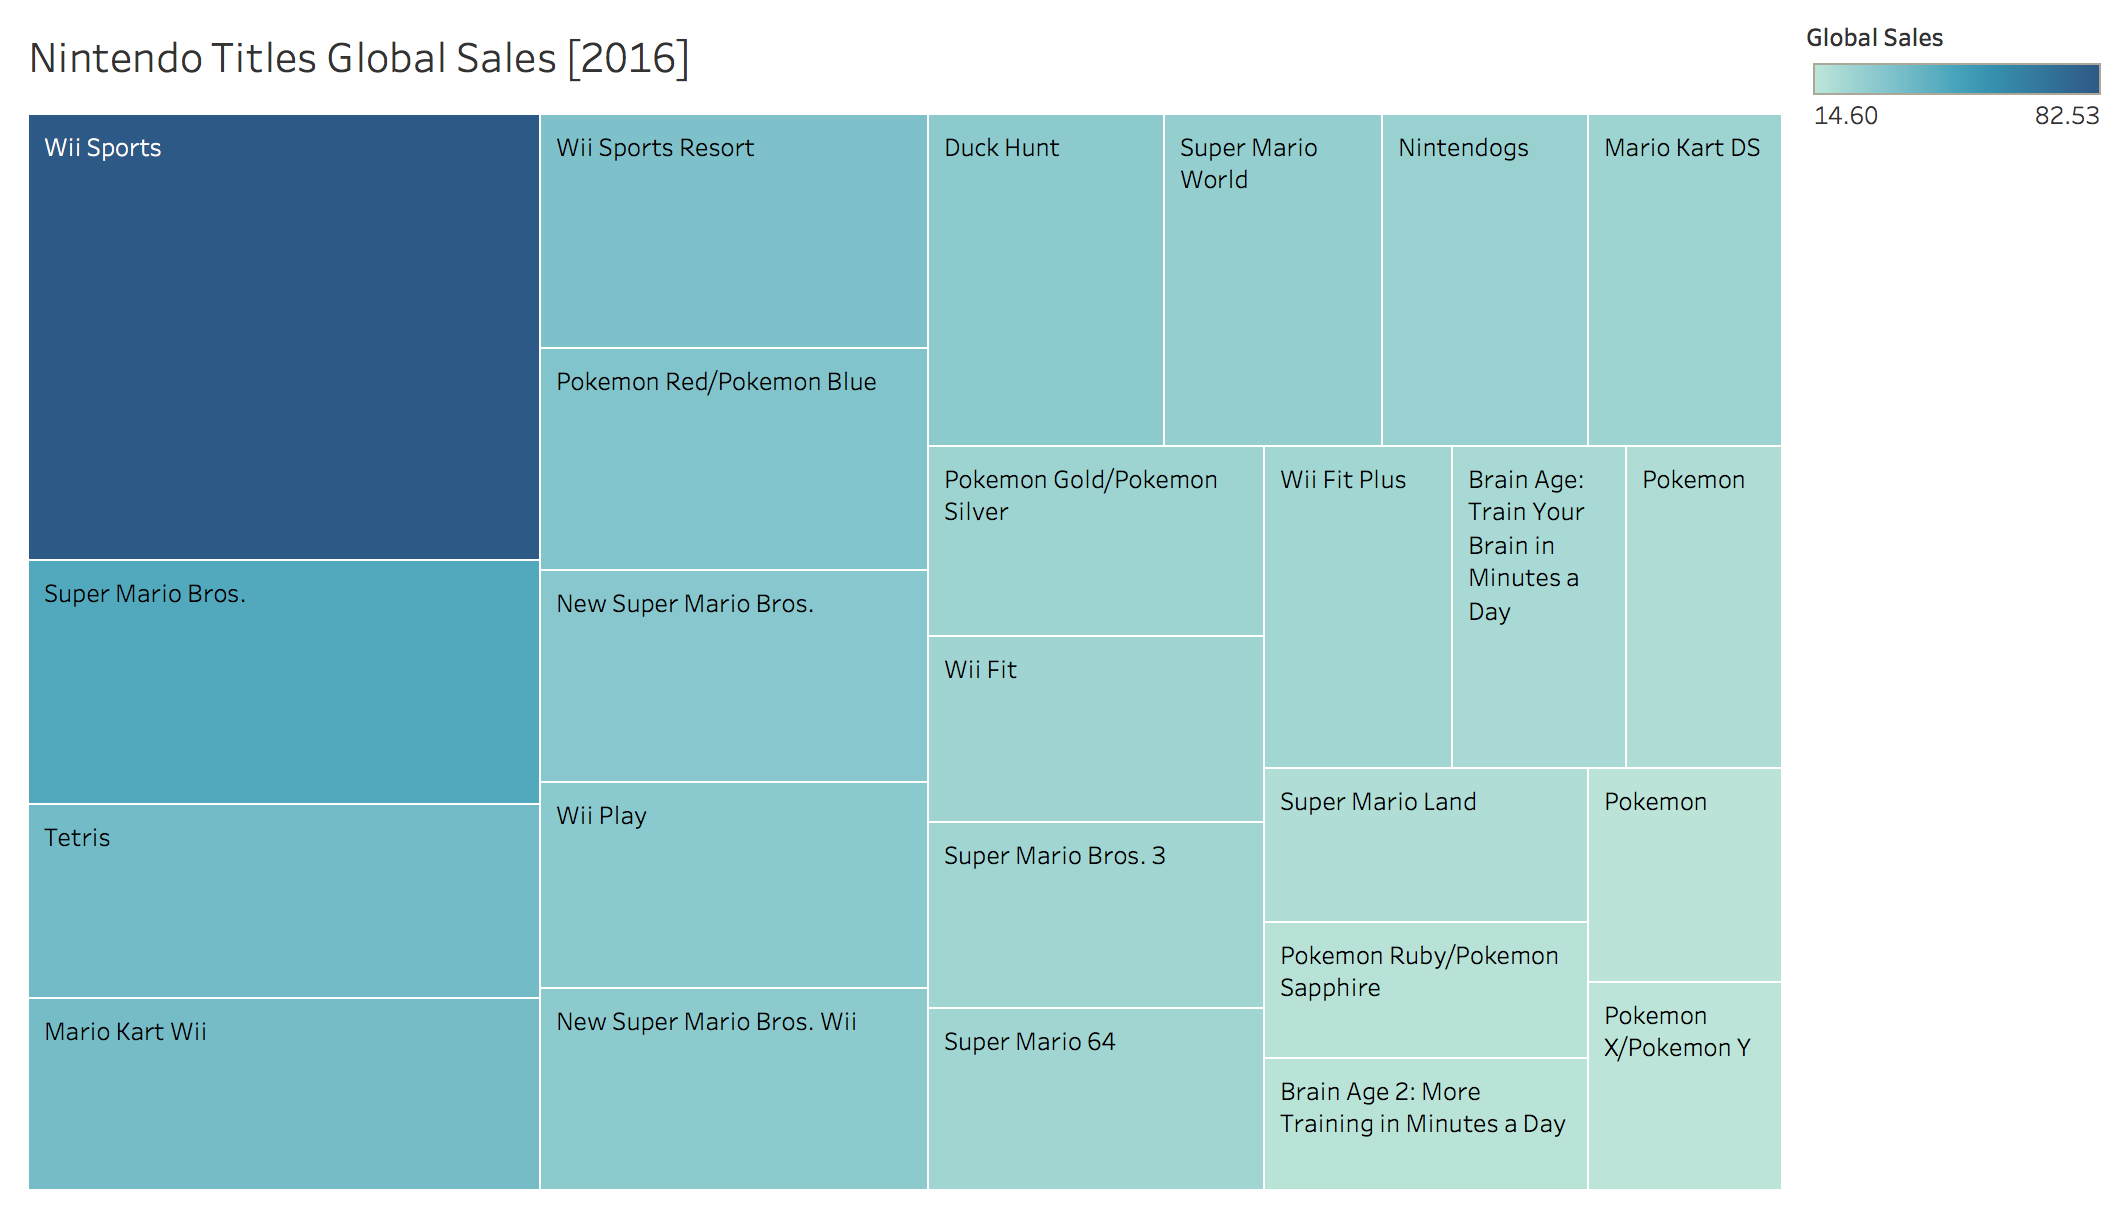 Nintendo Titles Global Sales [2016]
Global Sales
14.60 82.53
Wii Sports
Super Mario Bros.
Tetris
Mario Kart Wii
Wii Sports Resort
Pokemon Red/Pokemon Blue
New Super Mario Bros.
Wii Play
New Super Mario Bros. Wii
Duck Hunt
Super Mario
World
Nintendogs
Mario Kart DS
Pokemon Gold/Pokemon
Silver
Wii Fit
Super Mario Bros. 3
Super Mario 64
Wii Fit Plus
Brain Age:
Train Your
Brain in
Minutes a
Day
Pokemon
Super Mario Land
Pokemon Ruby/Pokemon
Sapphire
Brain Age 2: More
Training in Minutes a Day
Pokemon
Pokemon
X/Pokemon Y